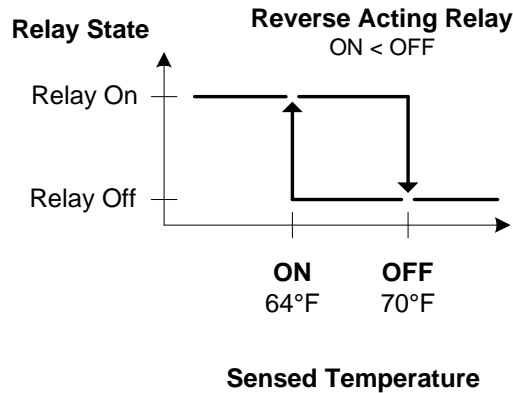 Reverse Acting Relay
Relay State
ON < OFF
Relay On
Relay Off
ON OFF
64°F 70°F
Sensed Temperature